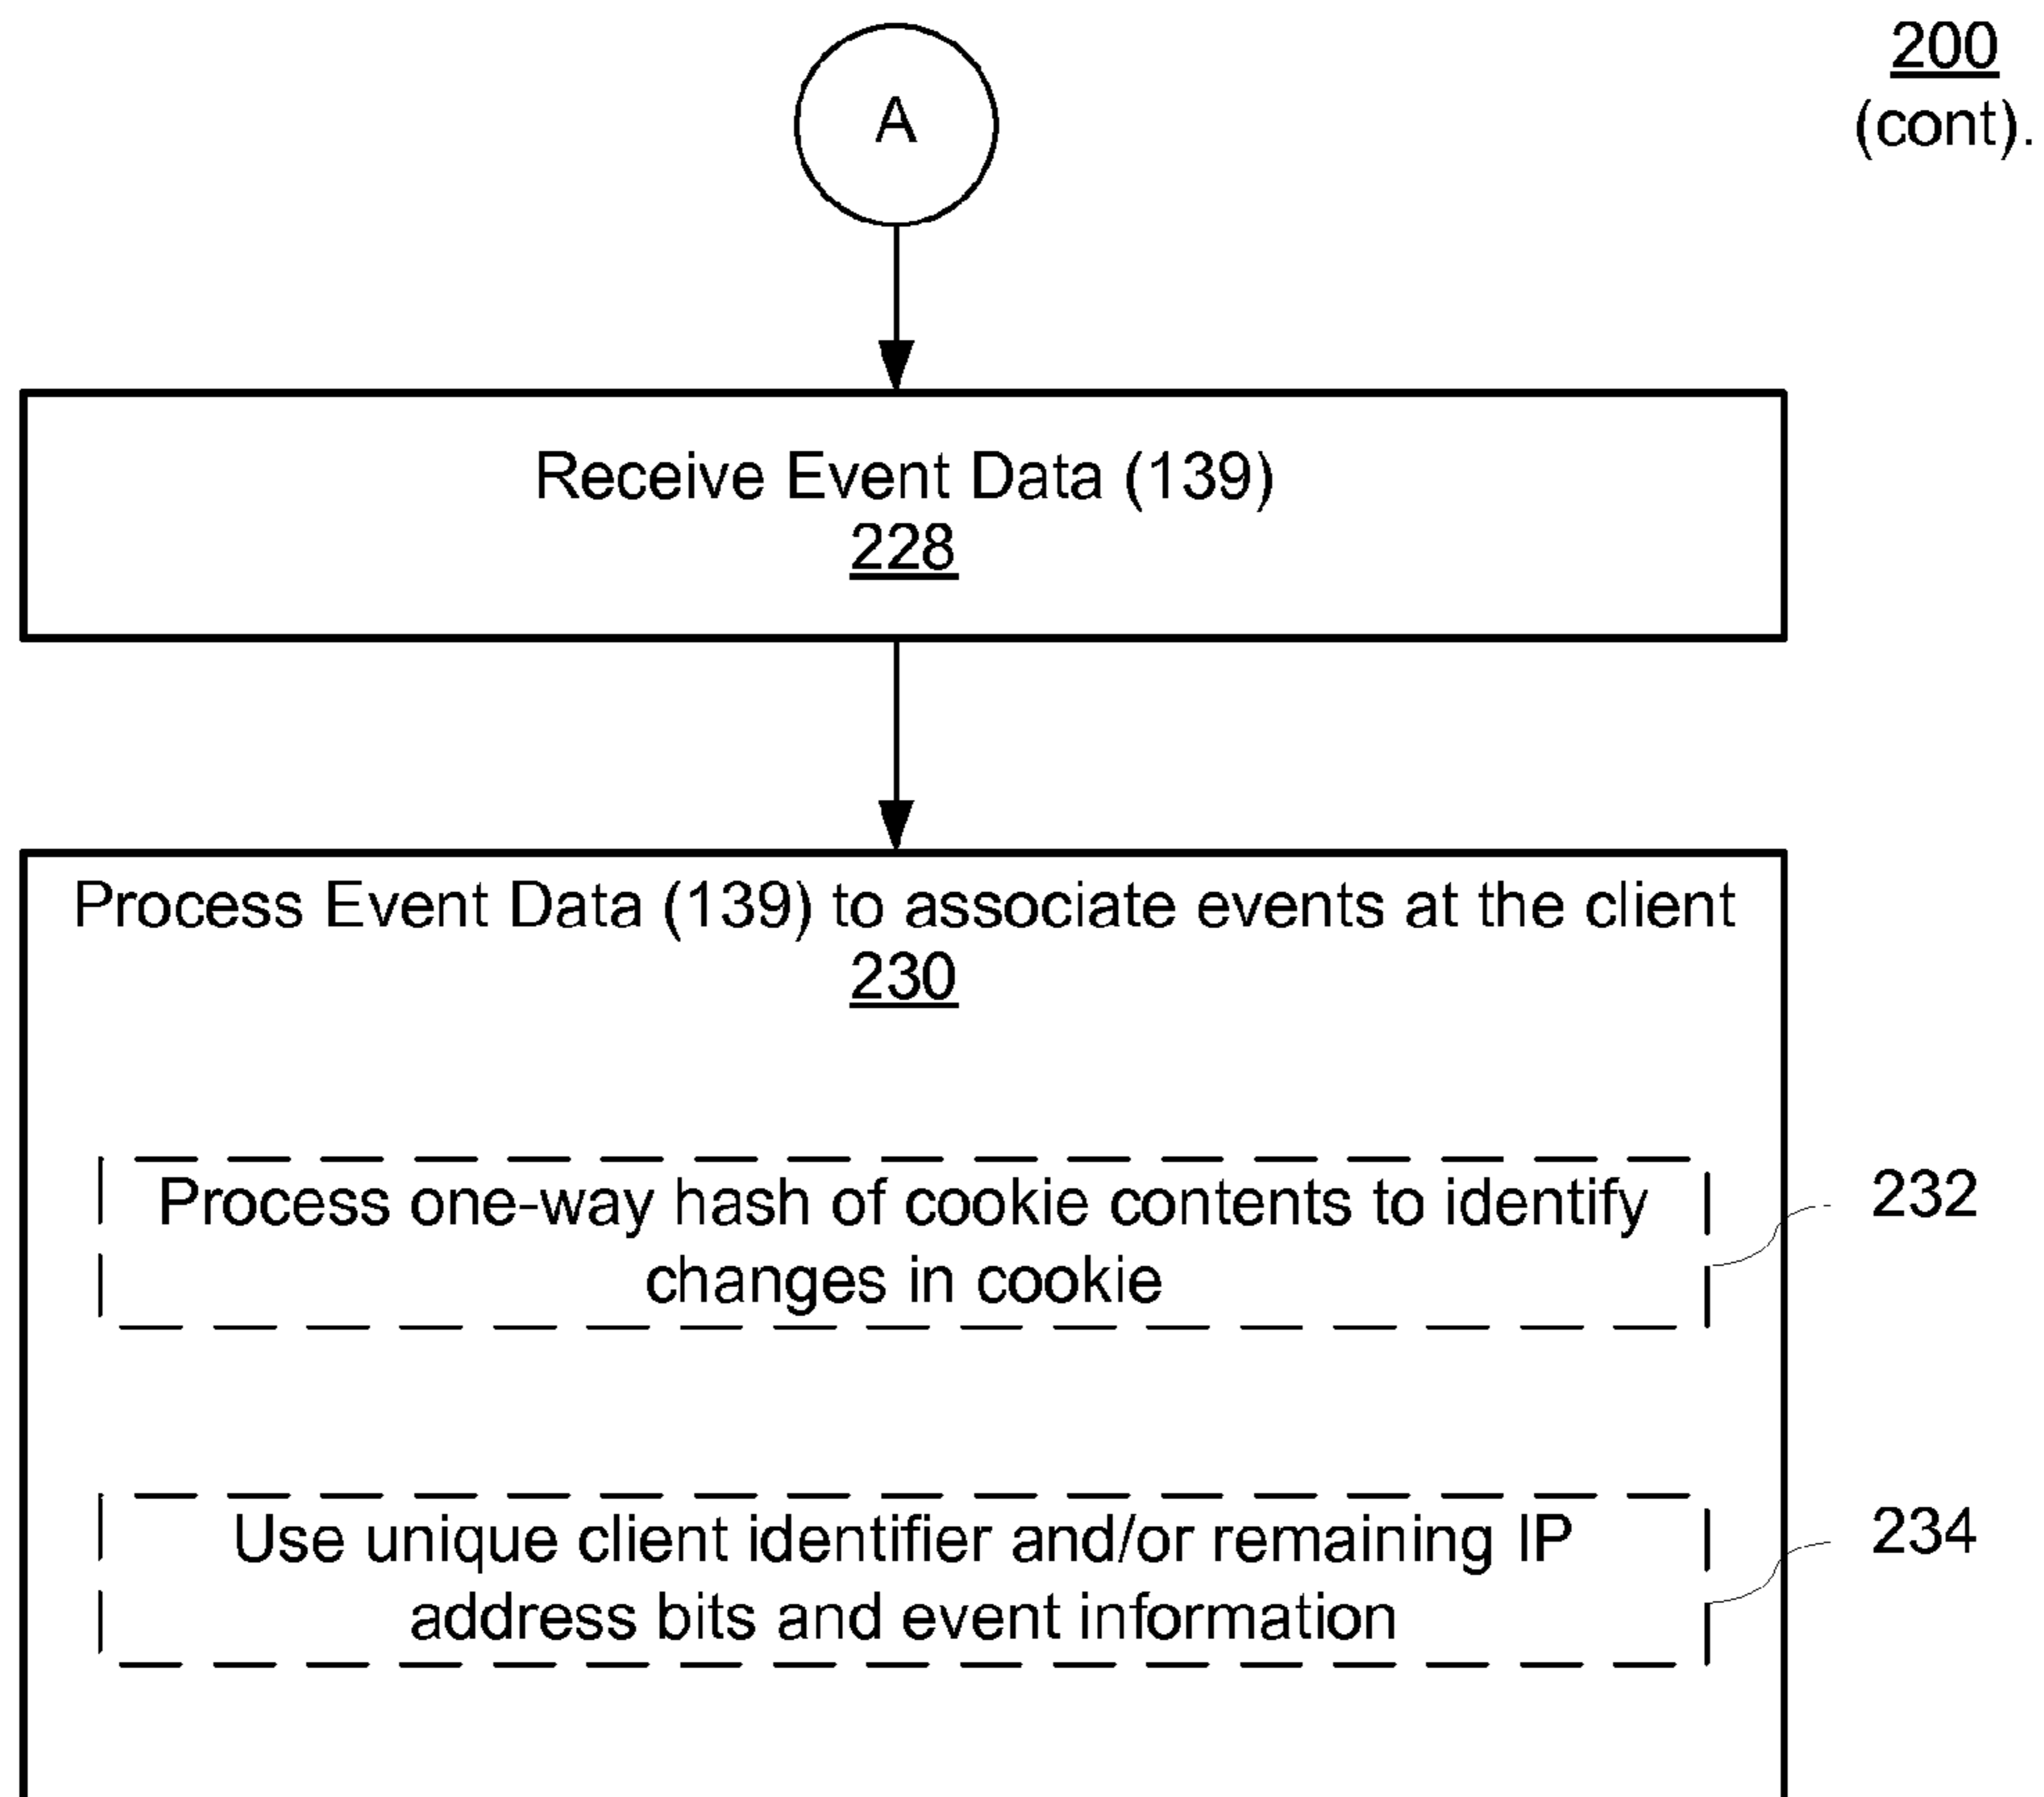 200
(cont).
A
Receive Event Data (139)
228
Process Event Data (139) to associate events at the client
230
Process one-way hash of cookie contents to identify
changes in cookie
232
Use unique client identifier and/or remaining IP
address bits and event information
234